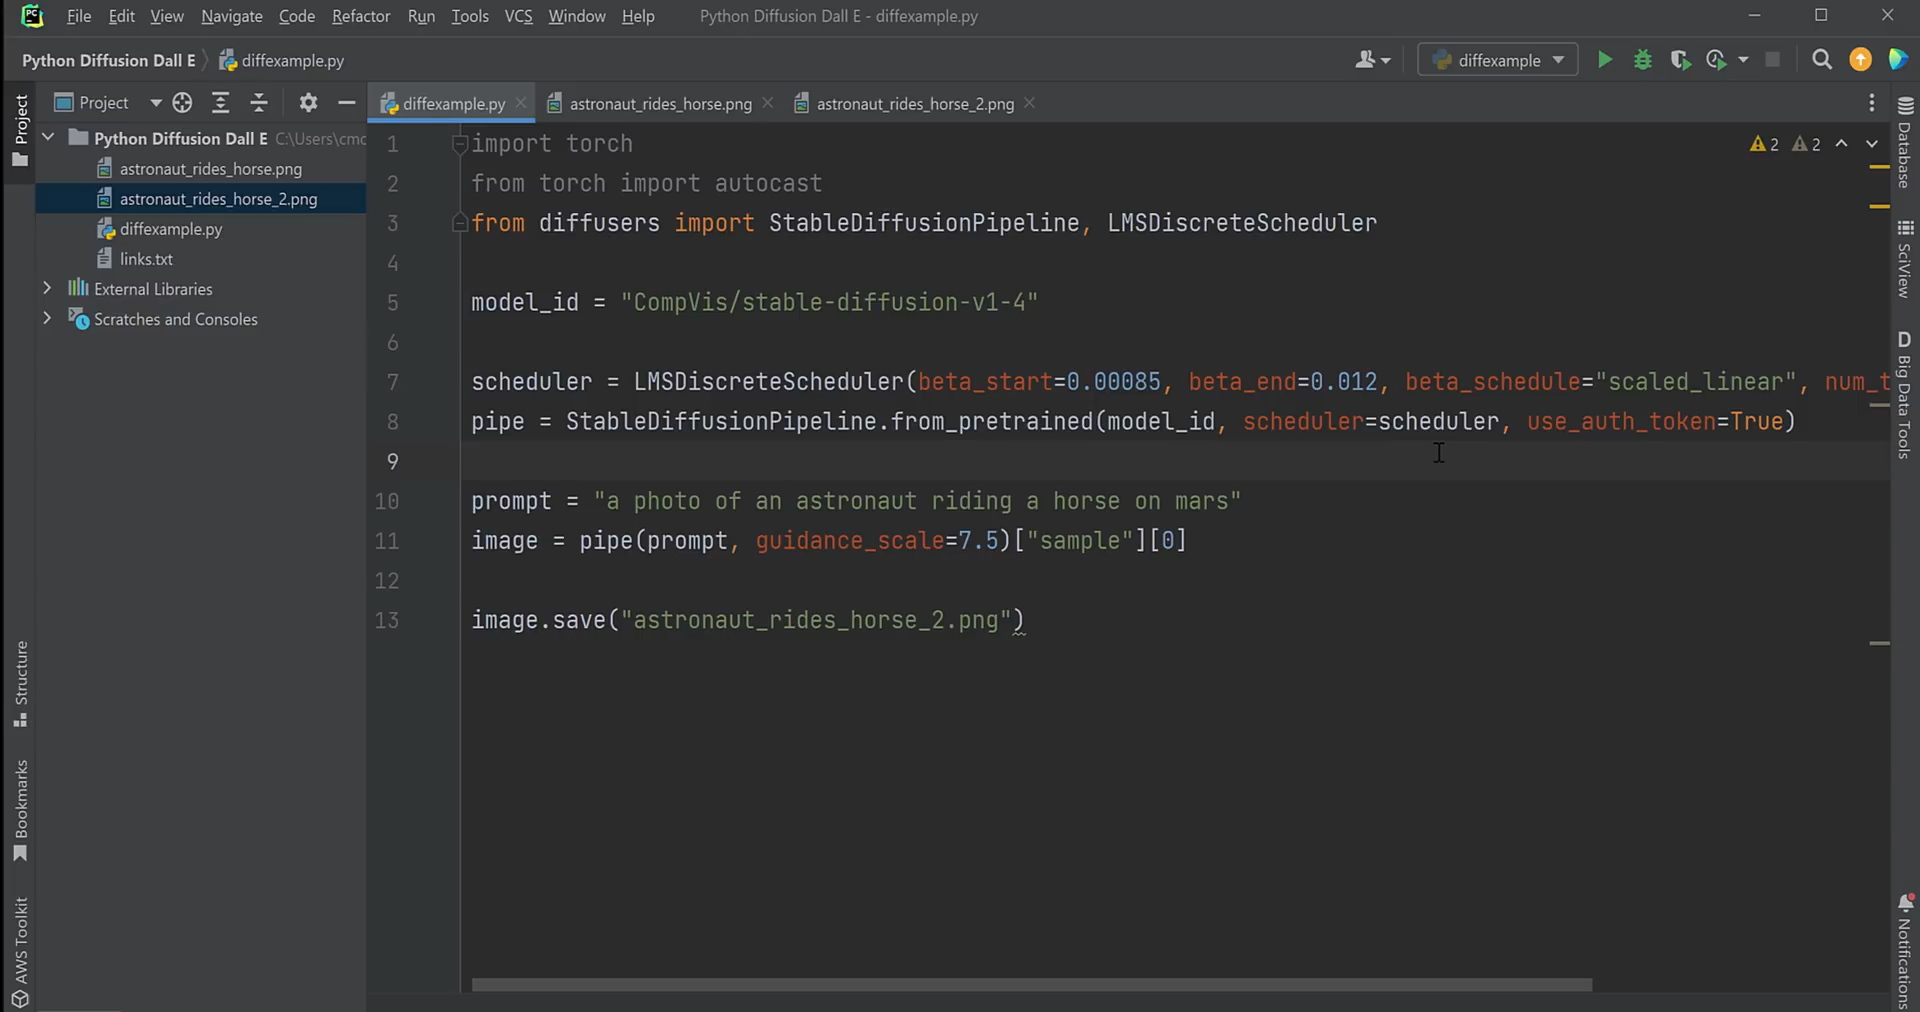 PC
File Edit View Navigate Code Refactor Run Tools VCS Window Help Python Diffusion Dall E - diffexample.py
Python Diffusion Dall E diffexample.py diffexample
Project
Project
diffexample.py astronaut_rides_horse.png astronaut_rides_horse_2.png
Python Diffusion Dall E C:\Users\cmc
astronaut_rides_horse.png
astronaut_rides_horse_2.png
diffexample.py
links.txt
External Libraries
Scratches and Consoles
1 import torch
2 from torch import autocast
3 from diffusers import StableDiffusionPipeline, LMSDiscreteScheduler
4
5 model_id = "CompVis/stable-diffusion-v1-4"
6
7 scheduler = LMSDiscreteScheduler(beta_start=0.00085, beta_end=0.012, beta_schedule="scaled_linear", num_t
8 pipe = StableDiffusionPipeline.from_pretrained(model_id, scheduler=scheduler, use_auth_token=True)
9
10 prompt = "a photo of an astronaut riding a horse on mars"
11 image = pipe(prompt, guidance_scale=7.5)["sample"][0]
12
13 image.save("astronaut_rides_horse_2.png")
2 2
Structure
Bookmarks
AWS Toolkit
Database
SciView
D Big Data Tools
Notifications